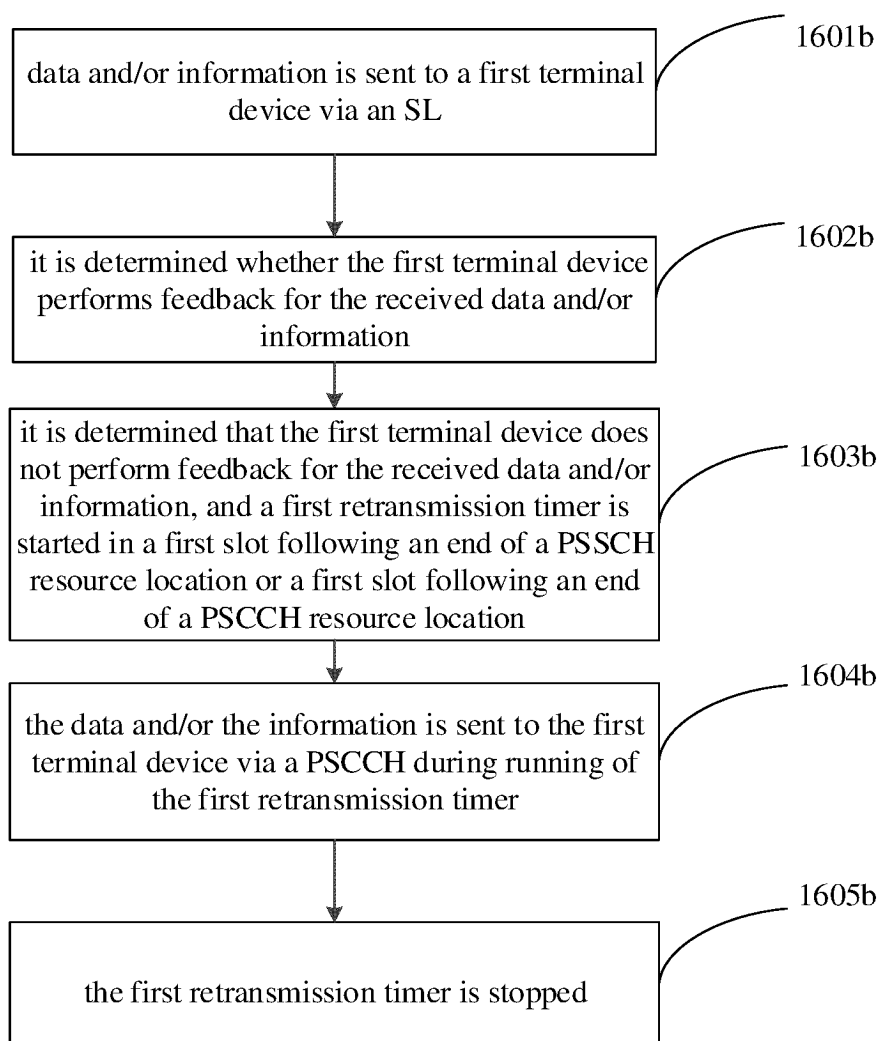 1601b
data and/or information is sent to a first terminal
device via an SL
1602b
it is determined whether the first terminal device
performs feedback for the received data and/or
information
1603b
it is determined that the first terminal device does
not perform feedback for the received data and/or
information, and a first retransmission timer is
started in a first slot following an end of a PSSCH
resource location or a first slot following an end
of a PSCCH resource location
1604b
the data and/or the information is sent to the first
terminal device via a PSCCH during running of
the first retransmission timer
1605b
the first retransmission timer is stopped